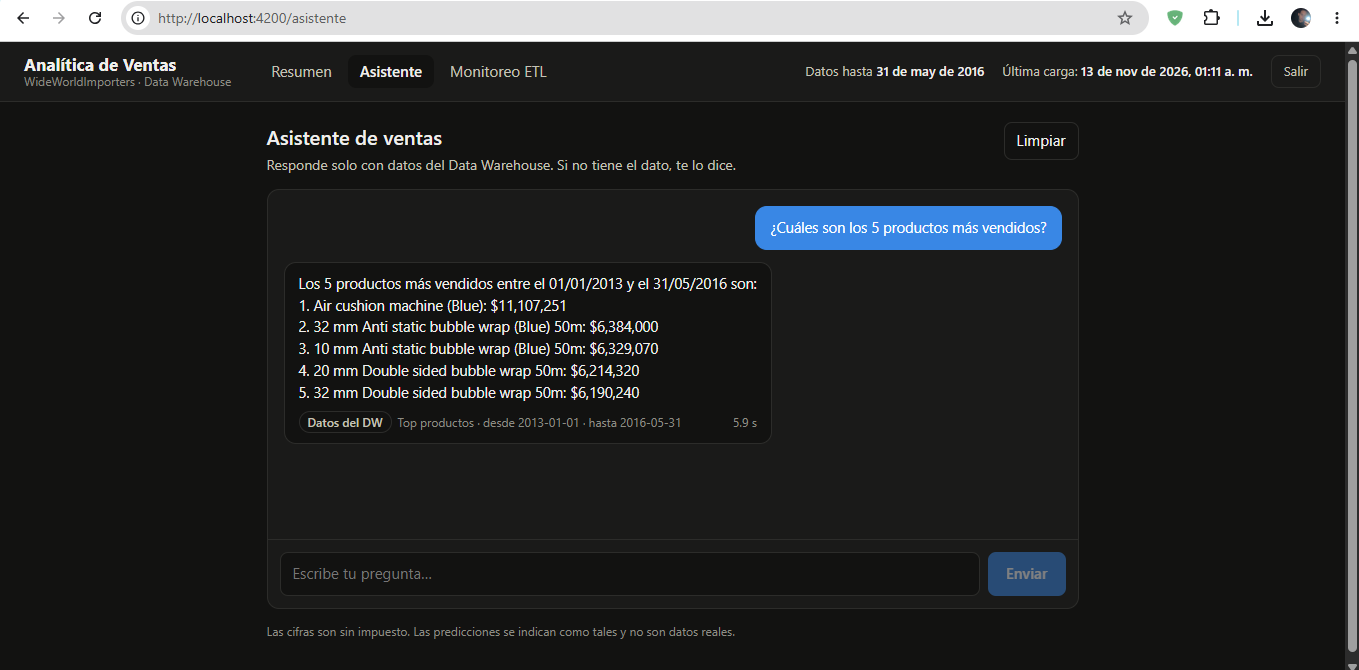 http://localhost:4200/asistente
Analítica de Ventas
WideWorldImporters · Data Warehouse
Resumen
Asistente
Monitoreo ETL
Datos hasta 31 de may de 2016
Última carga: 13 de nov de 2026, 01:11 a. m.
Salir
Asistente de ventas
Responde solo con datos del Data Warehouse. Si no tiene el dato, te lo dice.
Limpiar
¿Cuáles son los 5 productos más vendidos?
Los 5 productos más vendidos entre el 01/01/2013 y el 31/05/2016 son:
1. Air cushion machine (Blue): $11,107,251
2. 32 mm Anti static bubble wrap (Blue) 50m: $6,384,000
3. 10 mm Anti static bubble wrap (Blue) 50m: $6,329,070
4. 20 mm Double sided bubble wrap 50m: $6,214,320
5. 32 mm Double sided bubble wrap 50m: $6,190,240
Datos del DW Top productos · desde 2013-01-01 · hasta 2016-05-31 5.9 s
Escribe tu pregunta...
Enviar
Las cifras son sin impuesto. Las predicciones se indican como tales y no son datos reales.